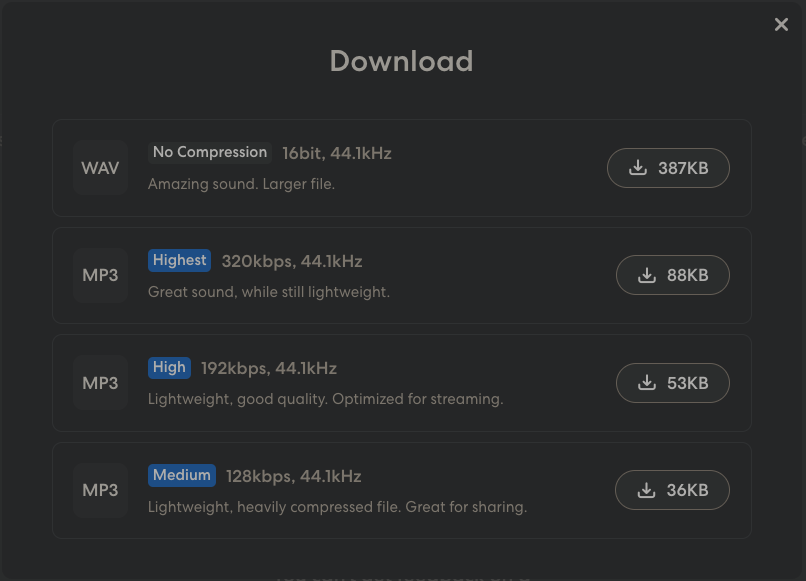 Download
WAV
No Compression 16bit, 44.1kHz
Amazing sound. Larger file.
387KB
MP3
Highest 320kbps, 44.1kHz
Great sound, while still lightweight.
88KB
MP3
High 192kbps, 44.1kHz
Lightweight, good quality. Optimized for streaming.
53KB
MP3
Medium 128kbps, 44.1kHz
Lightweight, heavily compressed file. Great for sharing.
36KB